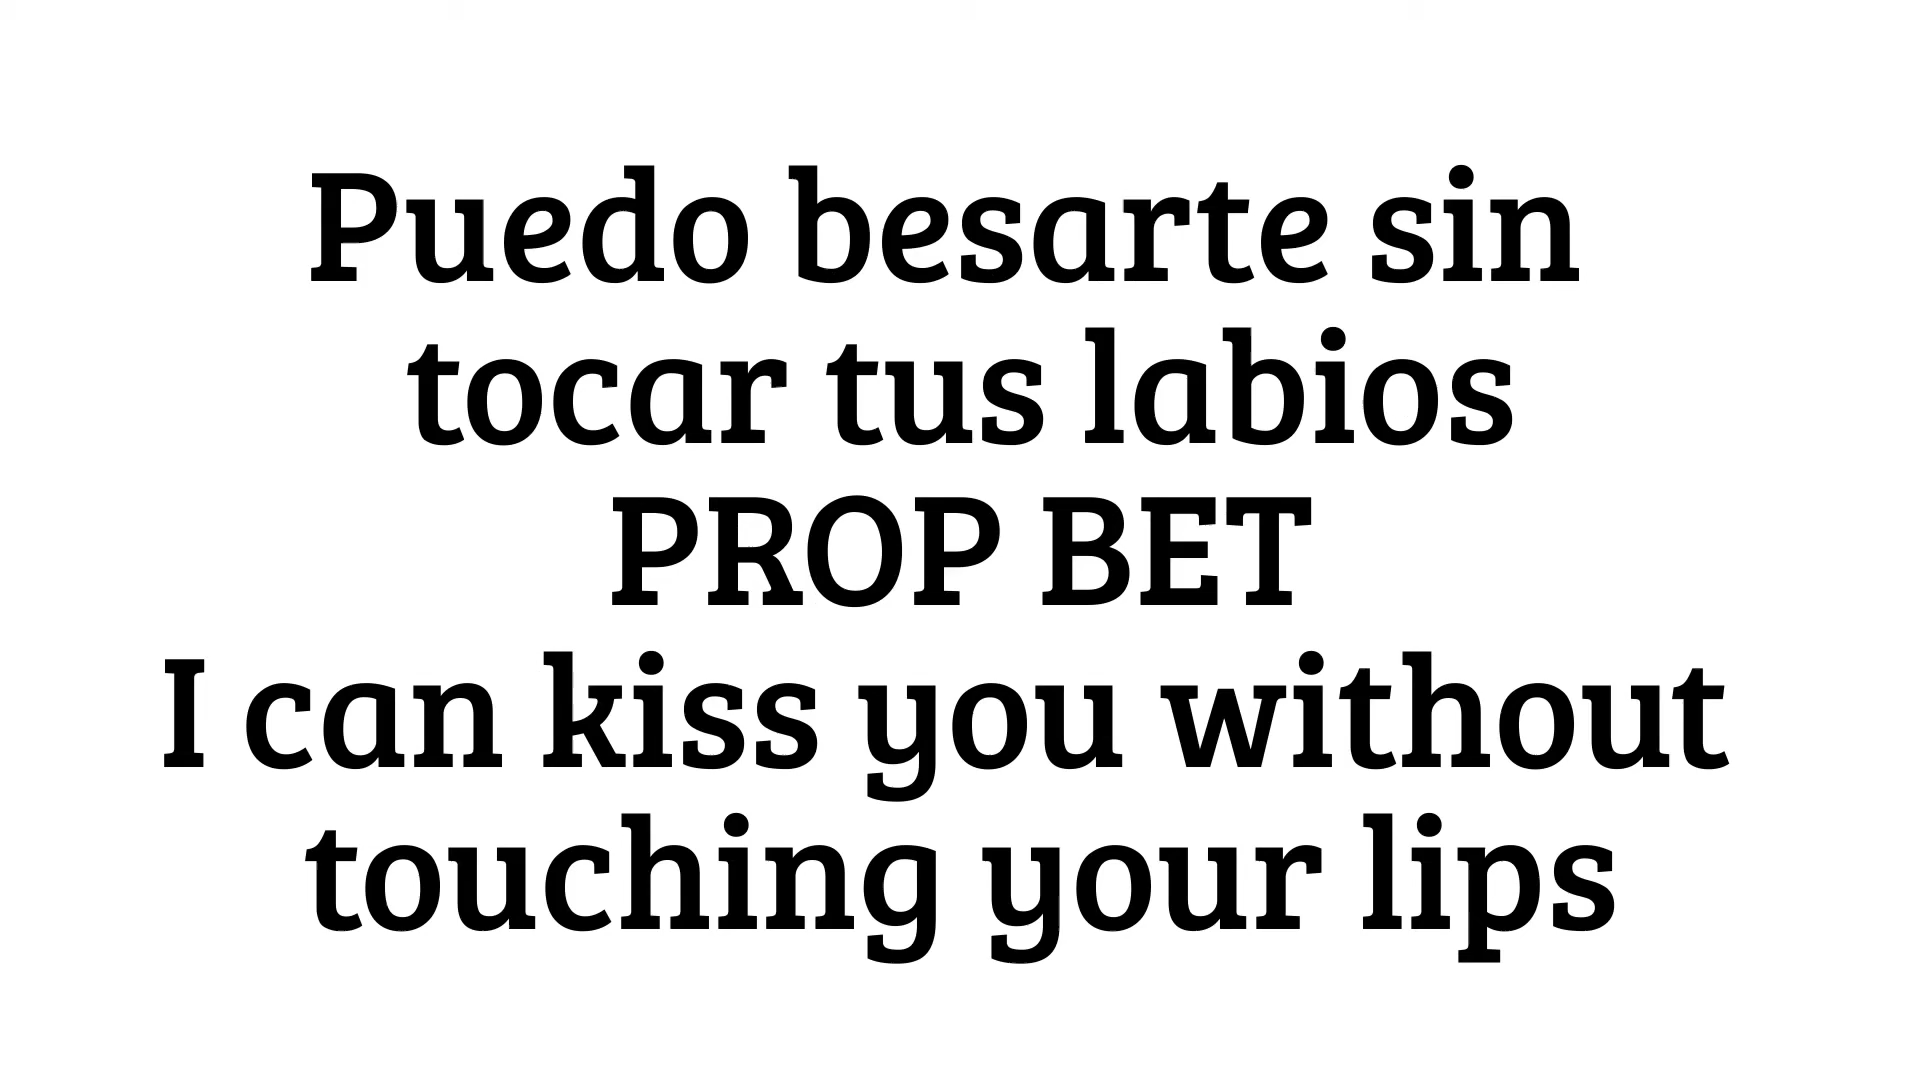 Puedo besarte sin
tocar tus labios
PROP BET
I can kiss you without
touching your lips